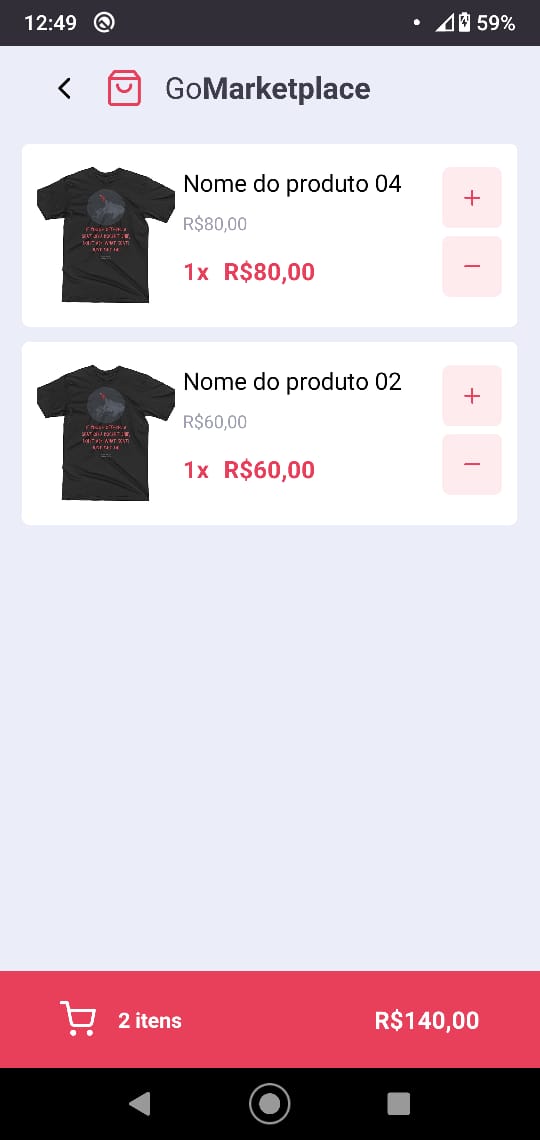 12:49
59%
GoMarketplace
Nome do produto 04
R$80,00
1x R$80,00
+
−
Nome do produto 02
R$60,00
1x R$60,00
+
−
2 itens
R$140,00